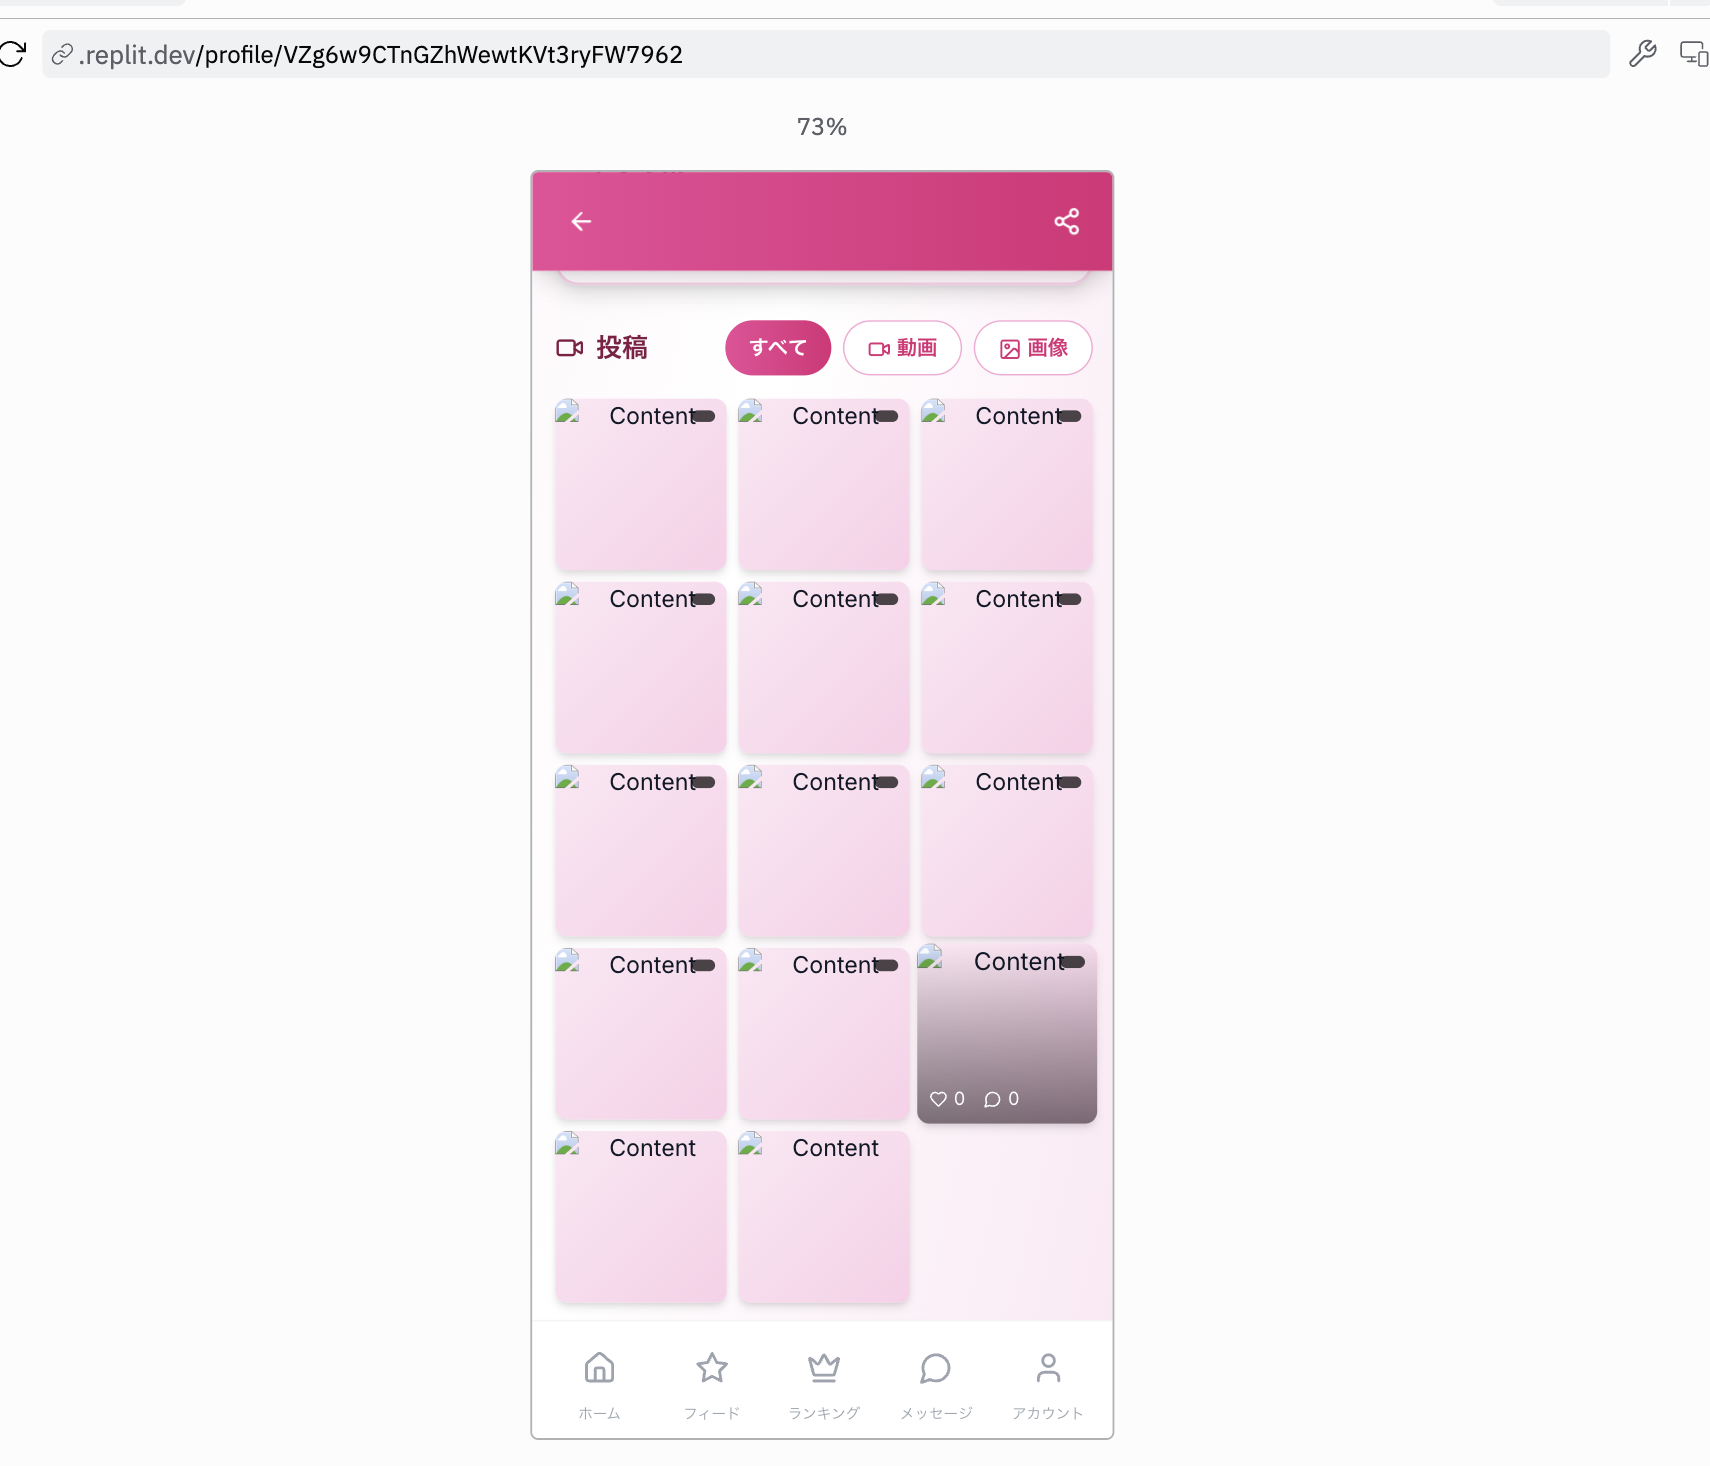 .replit.dev/profile/VZg6w9CTnGZhWewtKVt3ryFW7962
73%
投稿 すべて 動画 画像
Content Content Content
Content Content Content
Content Content Content
Content Content Content
0 0
Content Content
ホーム フィード ランキング メッセージ アカウント